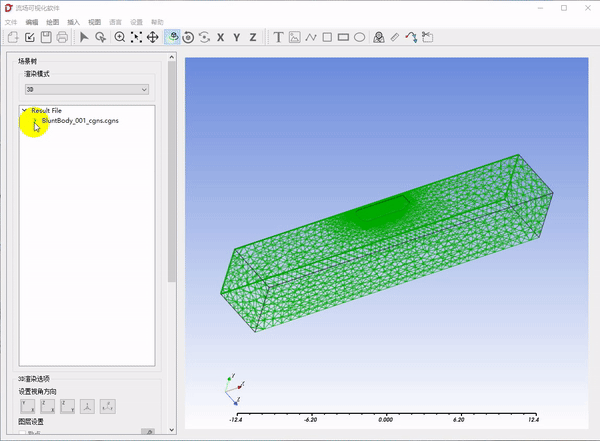 流场可视化软件
文件 编辑 绘图 插入 视图 语言 设置 帮助
X Y Z T
场景树
渲染模式
3D
Result File
BluntBody_001_cgns.cgns
3D渲染选项
设置视角方向
图层设置
Y
Z
-12.4 -6.20 0.000 6.20 12.4